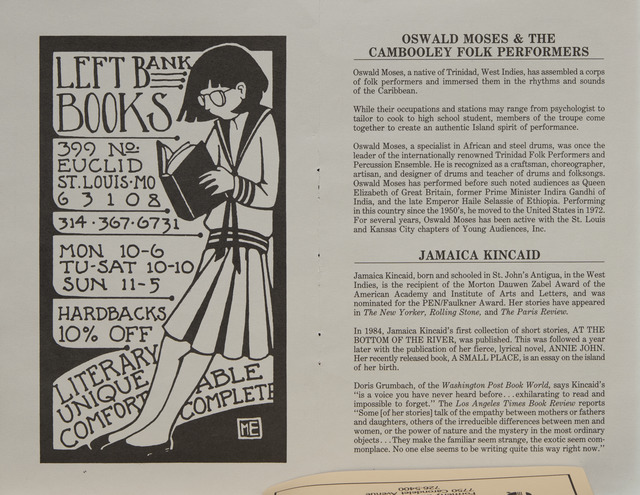 LEFT BANK
BOOKS
399 No.
EUCLID
ST. LOUIS·MO
63108
314·367·6731
MON 10-6
TU-SAT 10-10
SUN 11-5
HARDBACKS
10% OFF
LITERARY
UNIQUE
COMFORT ABLE
COMPLETE
ME
OSWALD MOSES & THE
CAMBOOLEY FOLK PERFORMERS
Oswald Moses, a native of Trinidad, West Indies, has assembled a corps
of folk performers and immersed them in the rhythms and sounds
of the Caribbean.
While their occupations and stations may range from psychologist to
tailor to cook to high school student, members of the troupe come
together to create an authentic Island spirit of performance.
Oswald Moses, a specialist in African and steel drums, was once the
leader of the internationally renowned Trinidad Folk Performers and
Percussion Ensemble. He is recognized as a craftsman, choreographer,
artisan, and designer of drums and teacher of drums and folksongs.
Oswald Moses has performed before such noted audiences as Queen
Elizabeth of Great Britain, former Prime Minister Indira Gandhi of
India, and the late Emperor Haile Selassie of Ethiopia. Performing
in this country since the 1950's, he moved to the United States in 1972.
For several years, Oswald Moses has been active with the St. Louis
and Kansas City chapters of Young Audiences, Inc.
JAMAICA KINCAID
Jamaica Kincaid, born and schooled in St. John's Antigua, in the West
Indies, is the recipient of the Morton Dauwen Zabel Award of the
American Academy and Institute of Arts and Letters, and was
nominated for the PEN/Faulkner Award. Her stories have appeared
in The New Yorker, Rolling Stone, and The Paris Review.
In 1984, Jamaica Kincaid's first collection of short stories, AT THE
BOTTOM OF THE RIVER, was published. This was followed a year
later with the publication of her fierce, lyrical novel, ANNIE JOHN.
Her recently released book, A SMALL PLACE, is an essay on the island
of her birth.
Doris Grumbach, of the Washington Post Book World, says Kincaid's
"is a voice you have never heard before...exhilarating to read and
impossible to forget." The Los Angeles Times Book Review reports
"Some [of her stories] talk of the empathy between mothers or fathers
and daughters, others of the irreducible differences between men and
women, or the power of nature and the mystery in the most ordinary
objects...They make the familiar seem strange, the exotic seem com-
monplace. No one else seems to be writing quite this way right now."
7750 Carondelet Avenue
726-5400